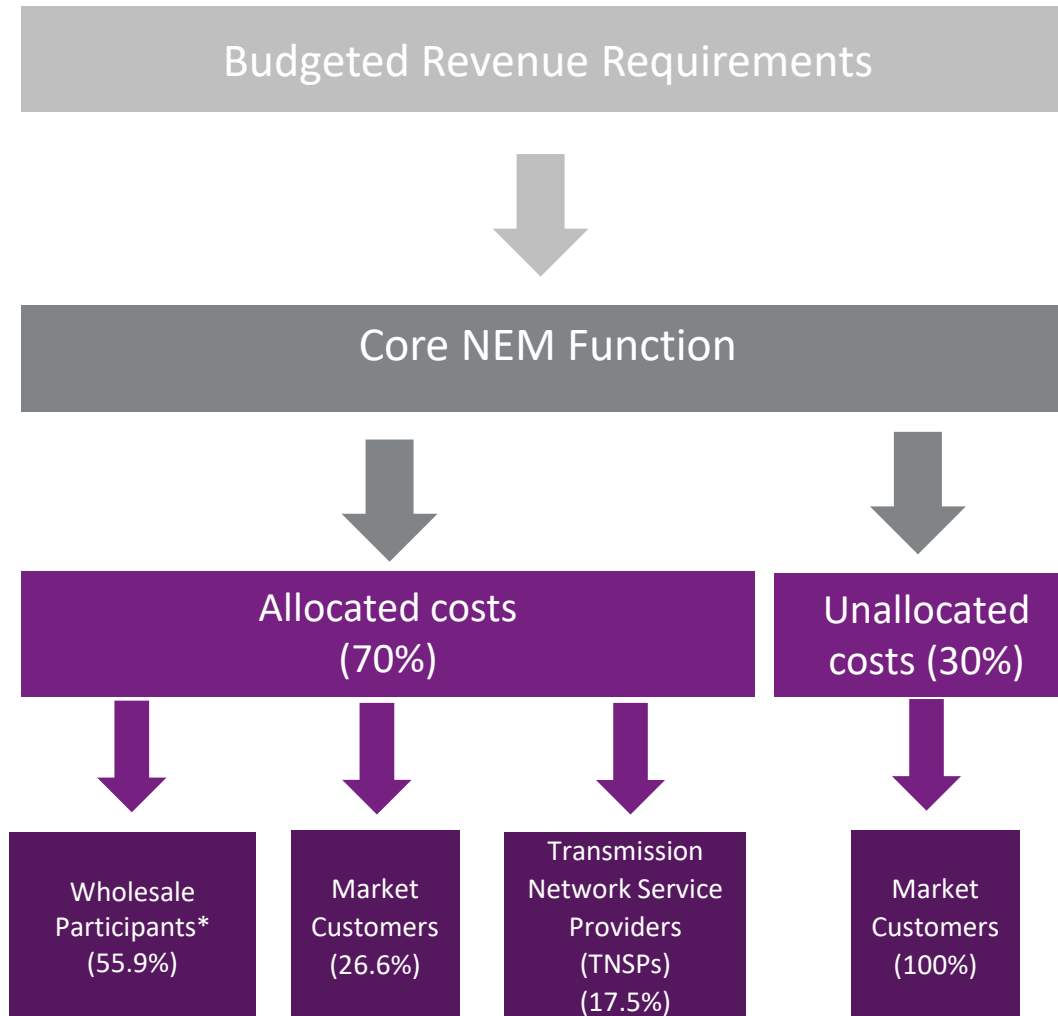 Budgeted Revenue Requirements
Core NEM Function
Allocated costs
(70%)
Unallocated
costs (30%)
Wholesale
Participants*
(55.9%)
Market
Customers
(26.6%)
Transmission
Network Service
Providers
(TNSPs)
(17.5%)
Market
Customers
(100%)